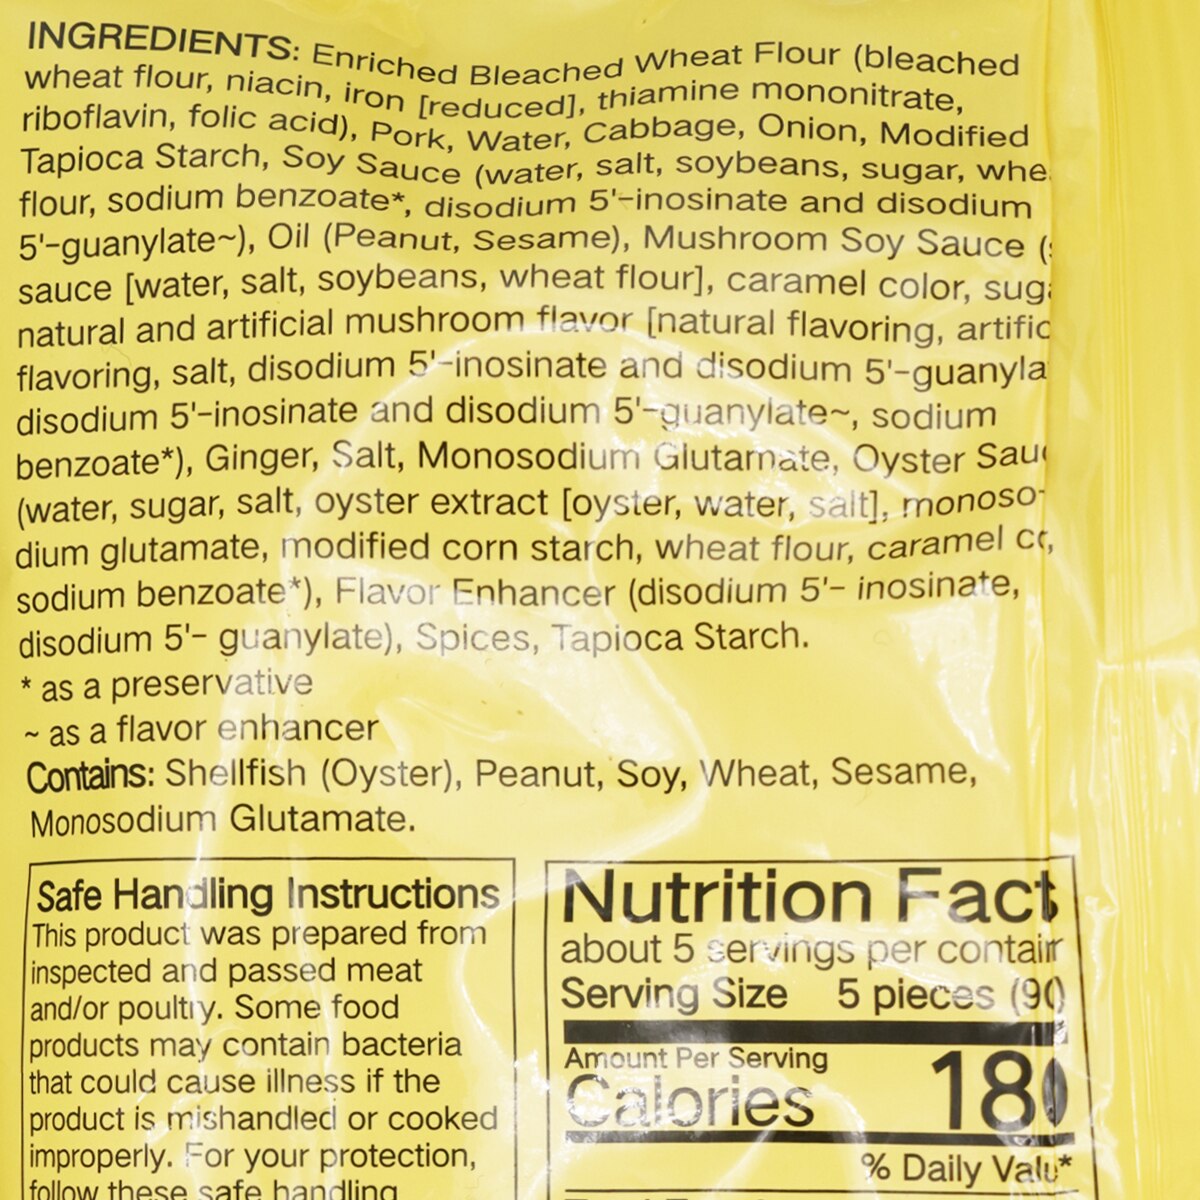 INGREDIENTS: Enriched Bleached Wheat Flour (bleached
wheat flour, niacin, iron [reduced], thiamine mononitrate,
riboflavin, folic acid), Pork, Water, Cabbage, Onion, Modified
Tapioca Starch, Soy Sauce (water, salt, soybeans, sugar, whe
flour, sodium benzoate*, disodium 5'-inosinate and disodium
5'-guanylate~), Oil (Peanut, Sesame), Mushroom Soy Sauce (
sauce [water, salt, soybeans, wheat flour], caramel color, sug
natural and artificial mushroom flavor [natural flavoring, artific
flavoring, salt, disodium 5'-inosinate and disodium 5'-guanyla
disodium 5'-inosinate and disodium 5'-guanylate~, sodium
benzoate*), Ginger, Salt, Monosodium Glutamate, Oyster Sau
(water, sugar, salt, oyster extract [oyster, water, salt], monoso-
dium glutamate, modified corn starch, wheat flour, caramel c
sodium benzoate*), Flavor Enhancer (disodium 5'- inosinate,
disodium 5'- guanylate), Spices, Tapioca Starch.
* as a preservative
~ as a flavor enhancer
Contains: Shellfish (Oyster), Peanut, Soy, Wheat, Sesame,
Monosodium Glutamate.
Safe Handling Instructions
This product was prepared from
inspected and passed meat
and/or poultry. Some food
products may contain bacteria
that could cause illness if the
product is mishandled or cooked
improperly. For your protection,
follow these safe handling
Nutrition Fact
about 5 servings per contain
Serving Size 5 pieces (90
Amount Per Serving
Calories 180
% Daily Valu*